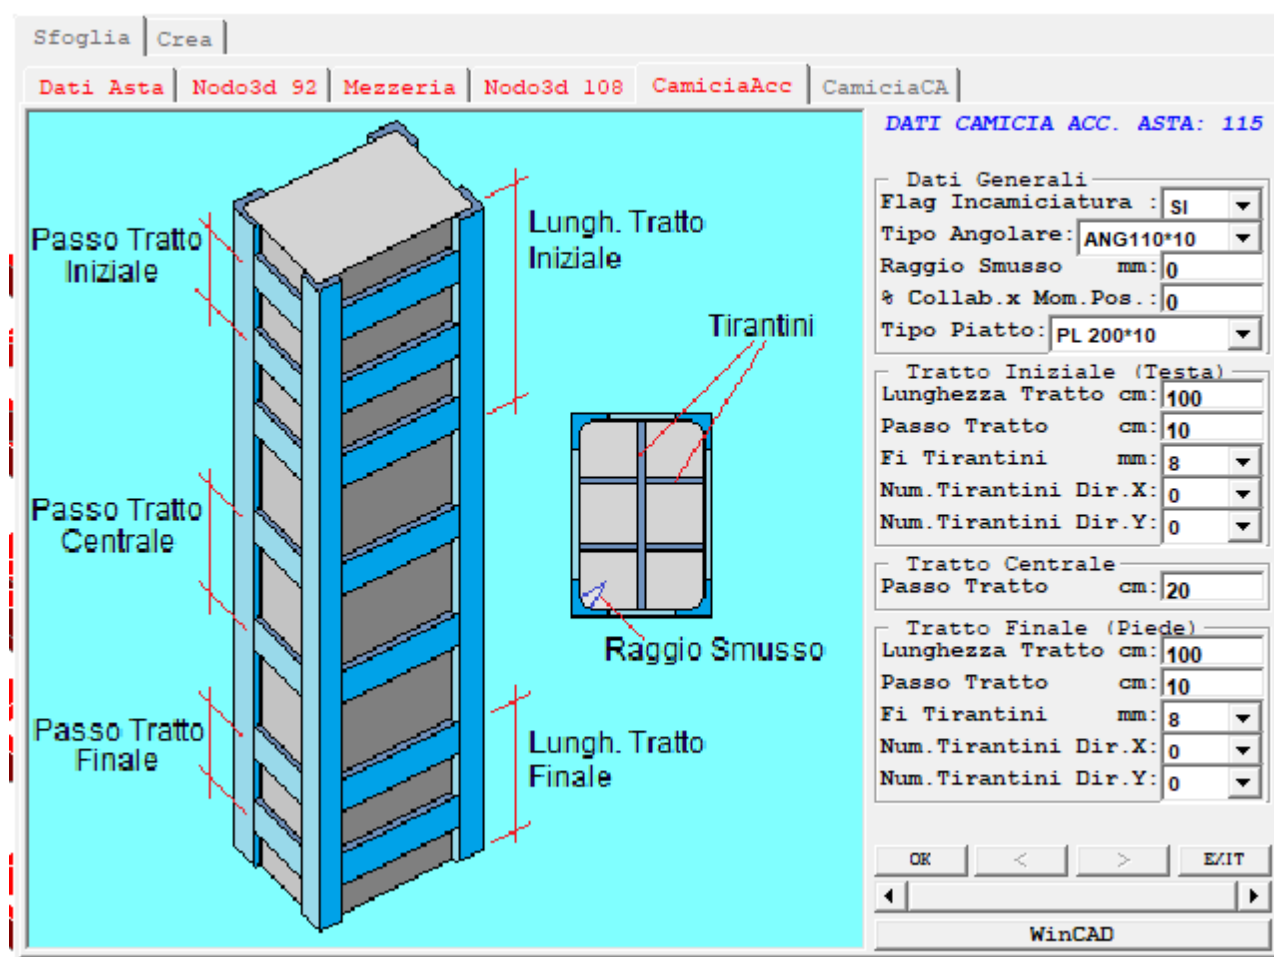 Sfoglia Crea
Dati Asta Nodo3d 92 Mezzeria Nodo3d 108 CamiciaAcc CamiciaCA
Passo Tratto
Iniziale
Lungh. Tratto
Iniziale
Tirantini
Passo Tratto
Centrale
Raggio Smusso
Passo Tratto
Finale
Lungh. Tratto
Finale
DATI CAMICIA ACC. ASTA: 115
Dati Generali
Flag Incamiciatura : SI
Tipo Angolare: ANG110*10
Raggio Smusso mm: 0
% Collab.x Mom.Pos.: 0
Tipo Piatto: PL 200*10
Tratto Iniziale (Testa)
Lunghezza Tratto cm: 100
Passo Tratto cm: 10
Fi Tirantini mm: 8
Num.Tirantini Dir.X: 0
Num.Tirantini Dir.Y: 0
Tratto Centrale
Passo Tratto cm: 20
Tratto Finale (Piede)
Lunghezza Tratto cm: 100
Passo Tratto cm: 10
Fi Tirantini mm: 8
Num.Tirantini Dir.X: 0
Num.Tirantini Dir.Y: 0
OK < > EXIT
WinCAD